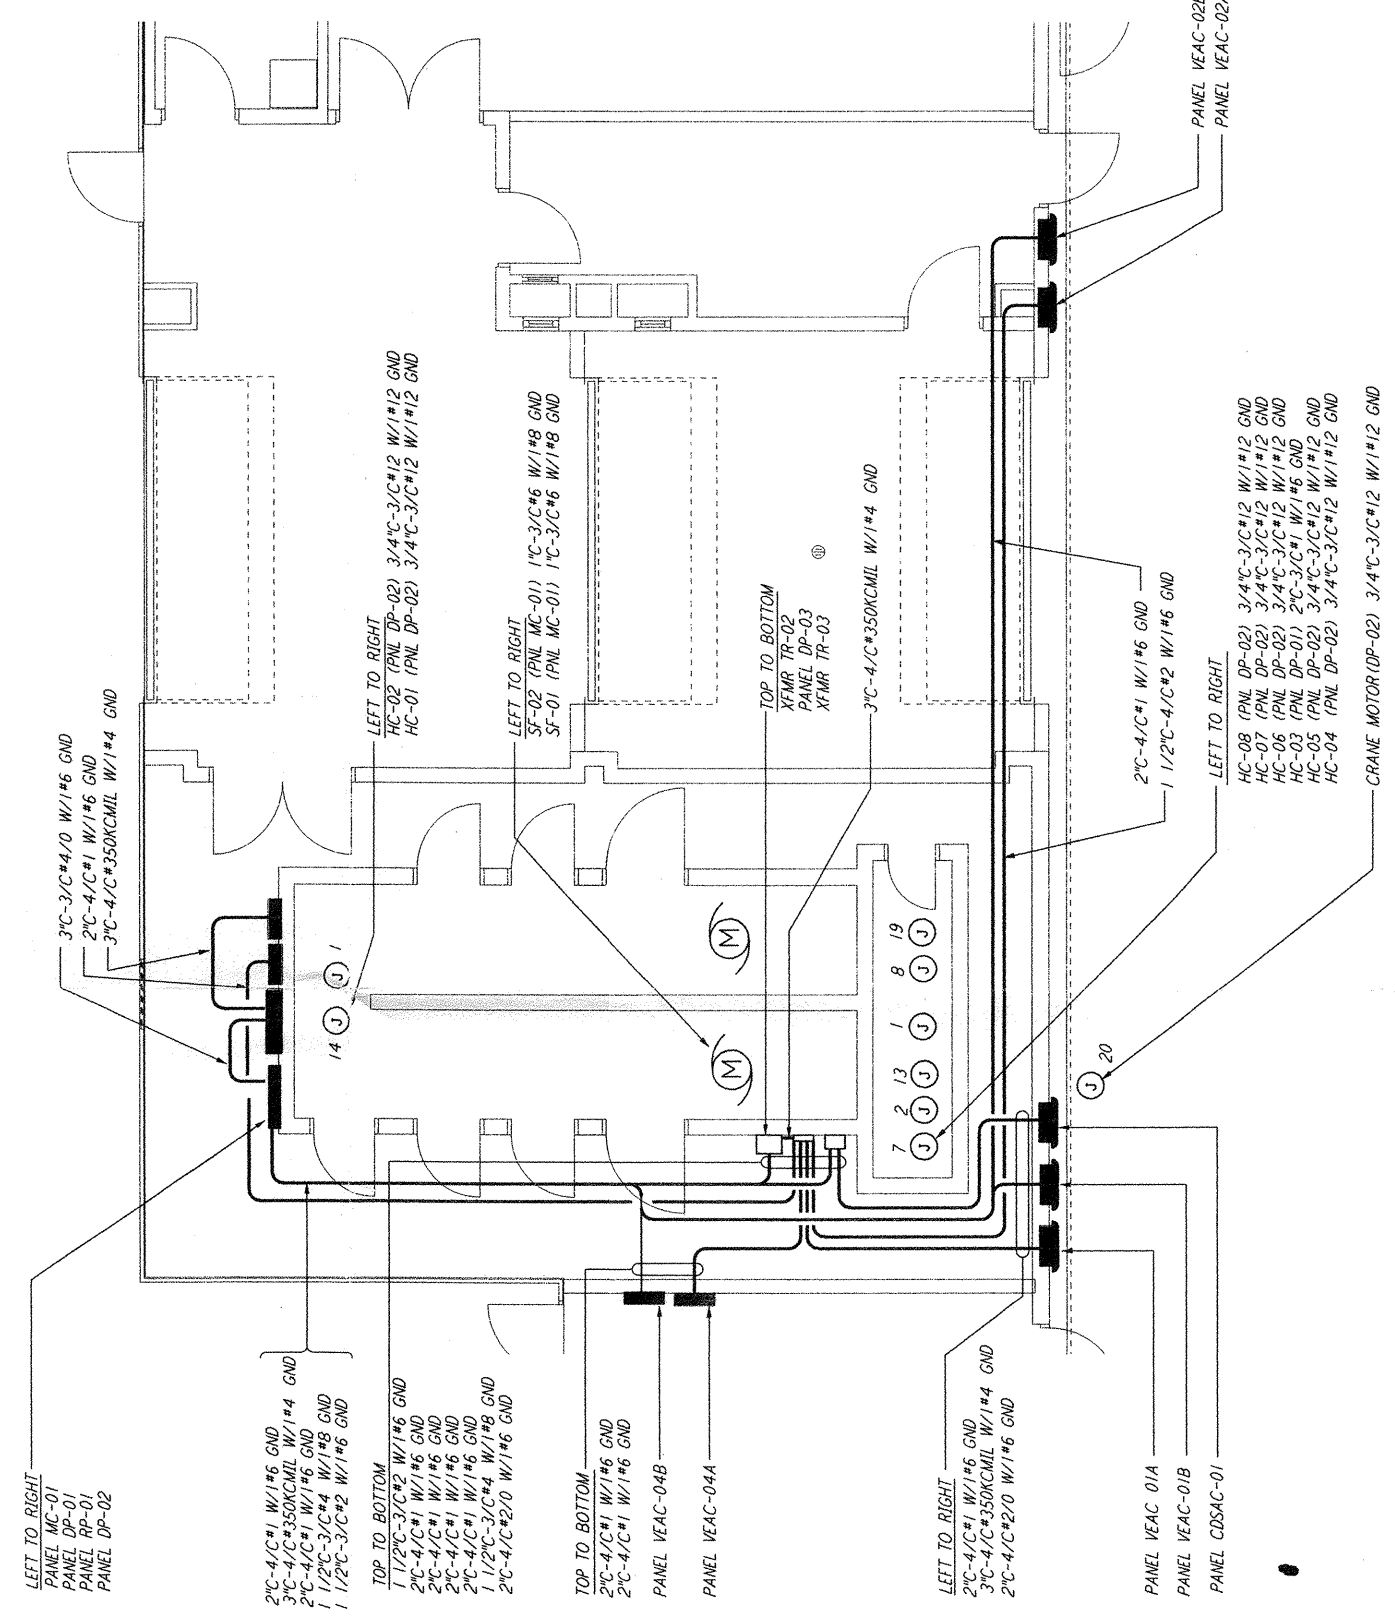 PANEL VEAC-02B
PANEL VEAC-02A
3"C-3/C#4/0 W/1#6 GND
2"C-4/C#1 W/1#6 GND
3"C-4/C#350KCMIL W/1#4 GND
LEFT TO RIGHT
HC-02 (PNL DP-02) 3/4"C-3/C#12 W/1#12 GND
HC-01 (PNL DP-02) 3/4"C-3/C#12 W/1#12 GND
LEFT TO RIGHT
SF-02 (PNL MC-01) 1"C-3/C#6 W/1#8 GND
SF-01 (PNL MC-01) 1"C-3/C#6 W/1#8 GND
TOP TO BOTTOM
XFMR TR-02
PANEL DP-03
XFMR TR-03
3"C-4/C#350KCMIL W/1#4 GND
2"C-4/C#1 W/1#6 GND
1 1/2"C-4/C#2 W/1#6 GND
LEFT TO RIGHT
HC-08 (PNL DP-02) 3/4"C-3/C#12 W/1#12 GND
HC-07 (PNL DP-02) 3/4"C-3/C#12 W/1#12 GND
HC-06 (PNL DP-02) 3/4"C-3/C#12 W/1#12 GND
HC-03 (PNL DP-01) 2"C-3/C#1 W/1#6 GND
HC-05 (PNL DP-02) 3/4"C-3/C#12 W/1#12 GND
HC-04 (PNL DP-02) 3/4"C-3/C#12 W/1#12 GND
CRANE MOTOR(DP-02) 3/4"C-3/C#12 W/1#12 GND
J 1
J 14
M
M
J 19
J 8
J 1
J 13
J 2
J 7
J 20
LEFT TO RIGHT
PANEL MC-01
PANEL DP-01
PANEL RP-01
PANEL DP-02
2"C-4/C#1 W/1#6 GND
3"C-4/C#350KCMIL W/1#4 GND
2"C-4/C#1 W/1#6 GND
1 1/2"C-3/C#4 W/1#8 GND
1 1/2"C-3/C#2 W/1#6 GND
TOP TO BOTTOM
1 1/2"C-3/C#2 W/1#6 GND
2"C-4/C#1 W/1#6 GND
2"C-4/C#1 W/1#6 GND
2"C-4/C#1 W/1#6 GND
2"C-4/C#1 W/1#6 GND
1 1/2"C-3/C#4 W/1#8 GND
2"C-4/C#2/0 W/1#6 GND
TOP TO BOTTOM
2"C-4/C#1 W/1#6 GND
2"C-4/C#1 W/1#6 GND
PANEL VEAC-04B
PANEL VEAC-04A
LEFT TO RIGHT
2"C-4/C#1 W/1#6 GND
3"C-4/C#350KCMIL W/1#4 GND
2"C-4/C#2/0 W/1#6 GND
PANEL VEAC 01A
PANEL VEAC-01B
PANEL CDSAC-01